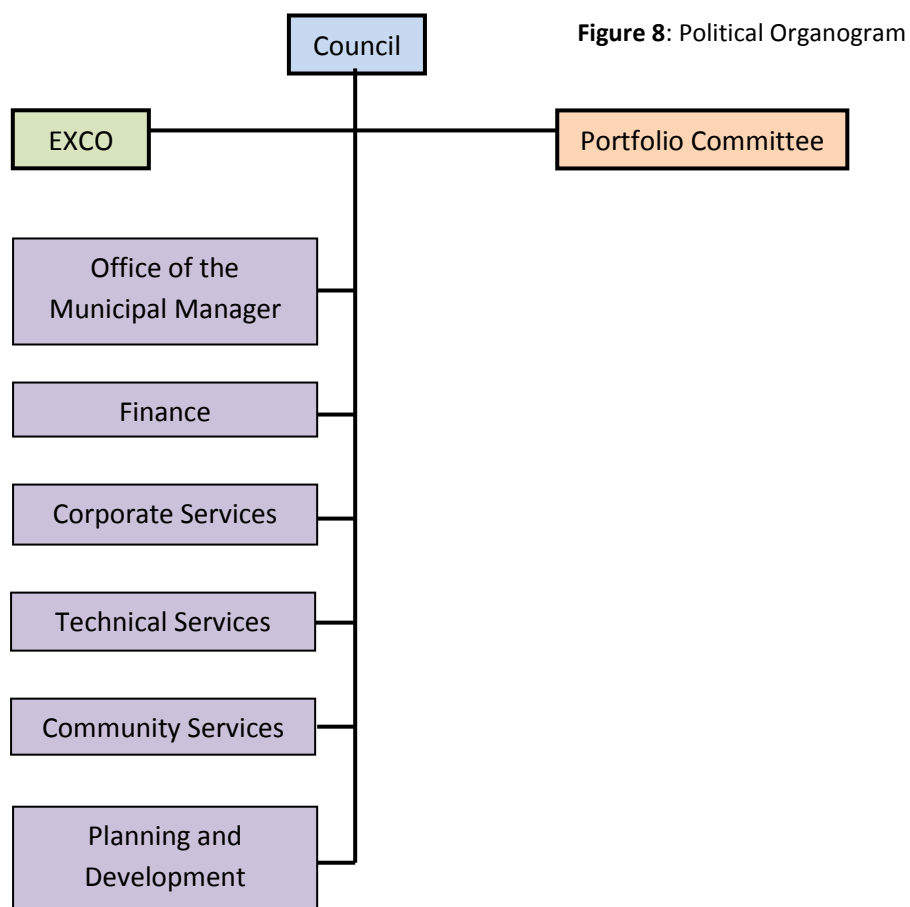 Council
Figure 8: Political Organogram
EXCO
Portfolio Committee
Office of the
Municipal Manager
Finance
Corporate Services
Technical Services
Community Services
Planning and
Development